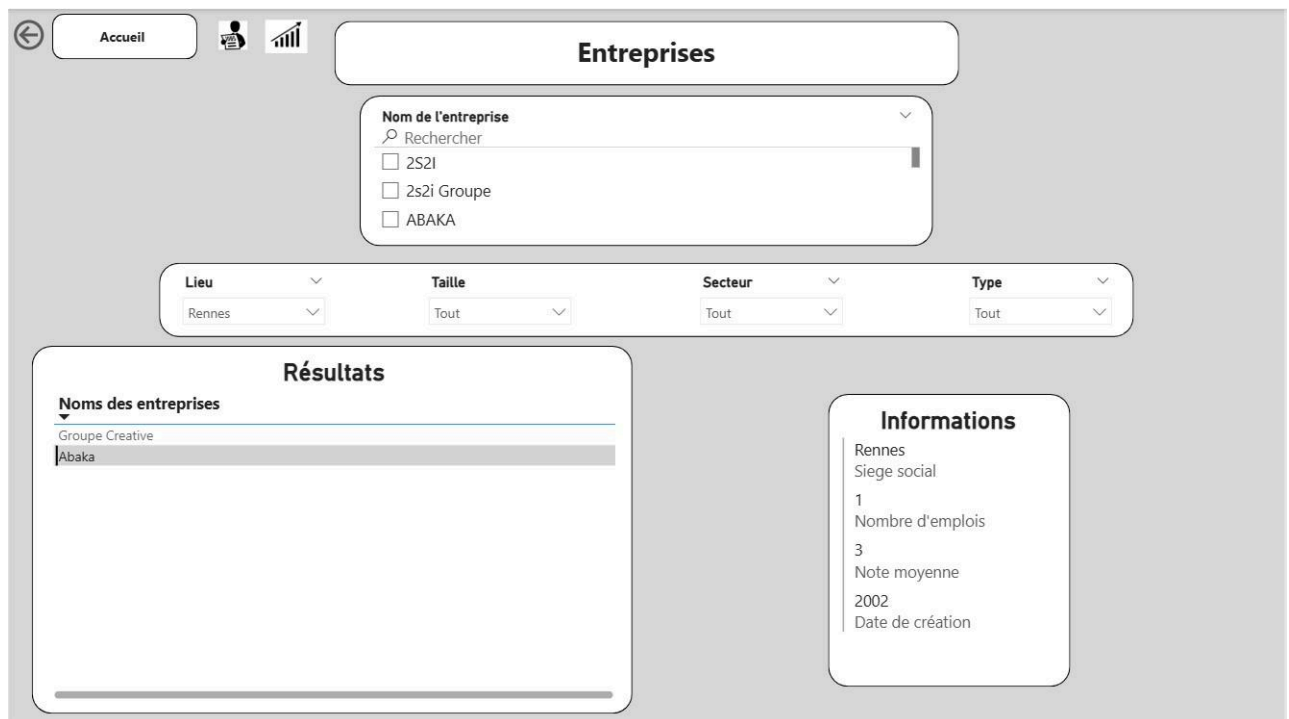 Accueil
Entreprises
Nom de l'entreprise
Rechercher
2S2I
2s2i Groupe
ABAKA
Lieu Taille Secteur Type
Rennes Tout Tout Tout
Résultats
Noms des entreprises
Groupe Creative
Abaka
Informations
Rennes
Siege social
1
Nombre d'emplois
3
Note moyenne
2002
Date de création